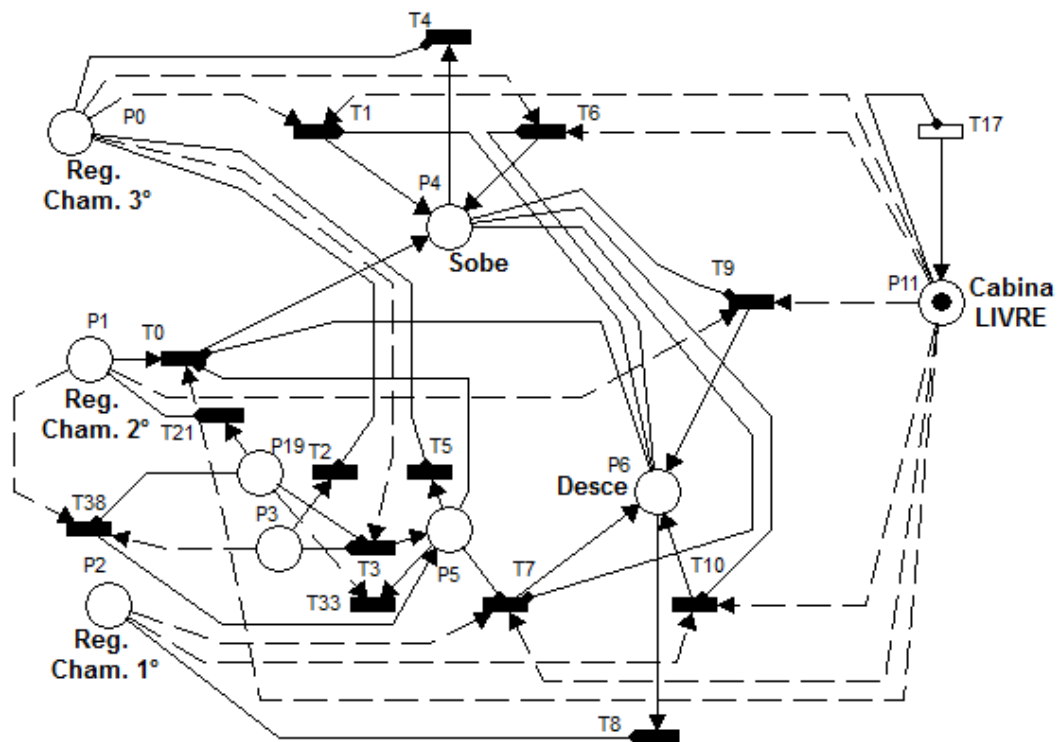 T4
P0
T1
T6
T17
Reg.
Cham. 3°
P4
Sobe
T9
P11
Cabina
LIVRE
P1
T0
Reg.
Cham. 2°
T21
P19
T2
T5
P6
Desce
T38
P3
P2
T3
P5
T7
T10
T33
Reg.
Cham. 1°
T8